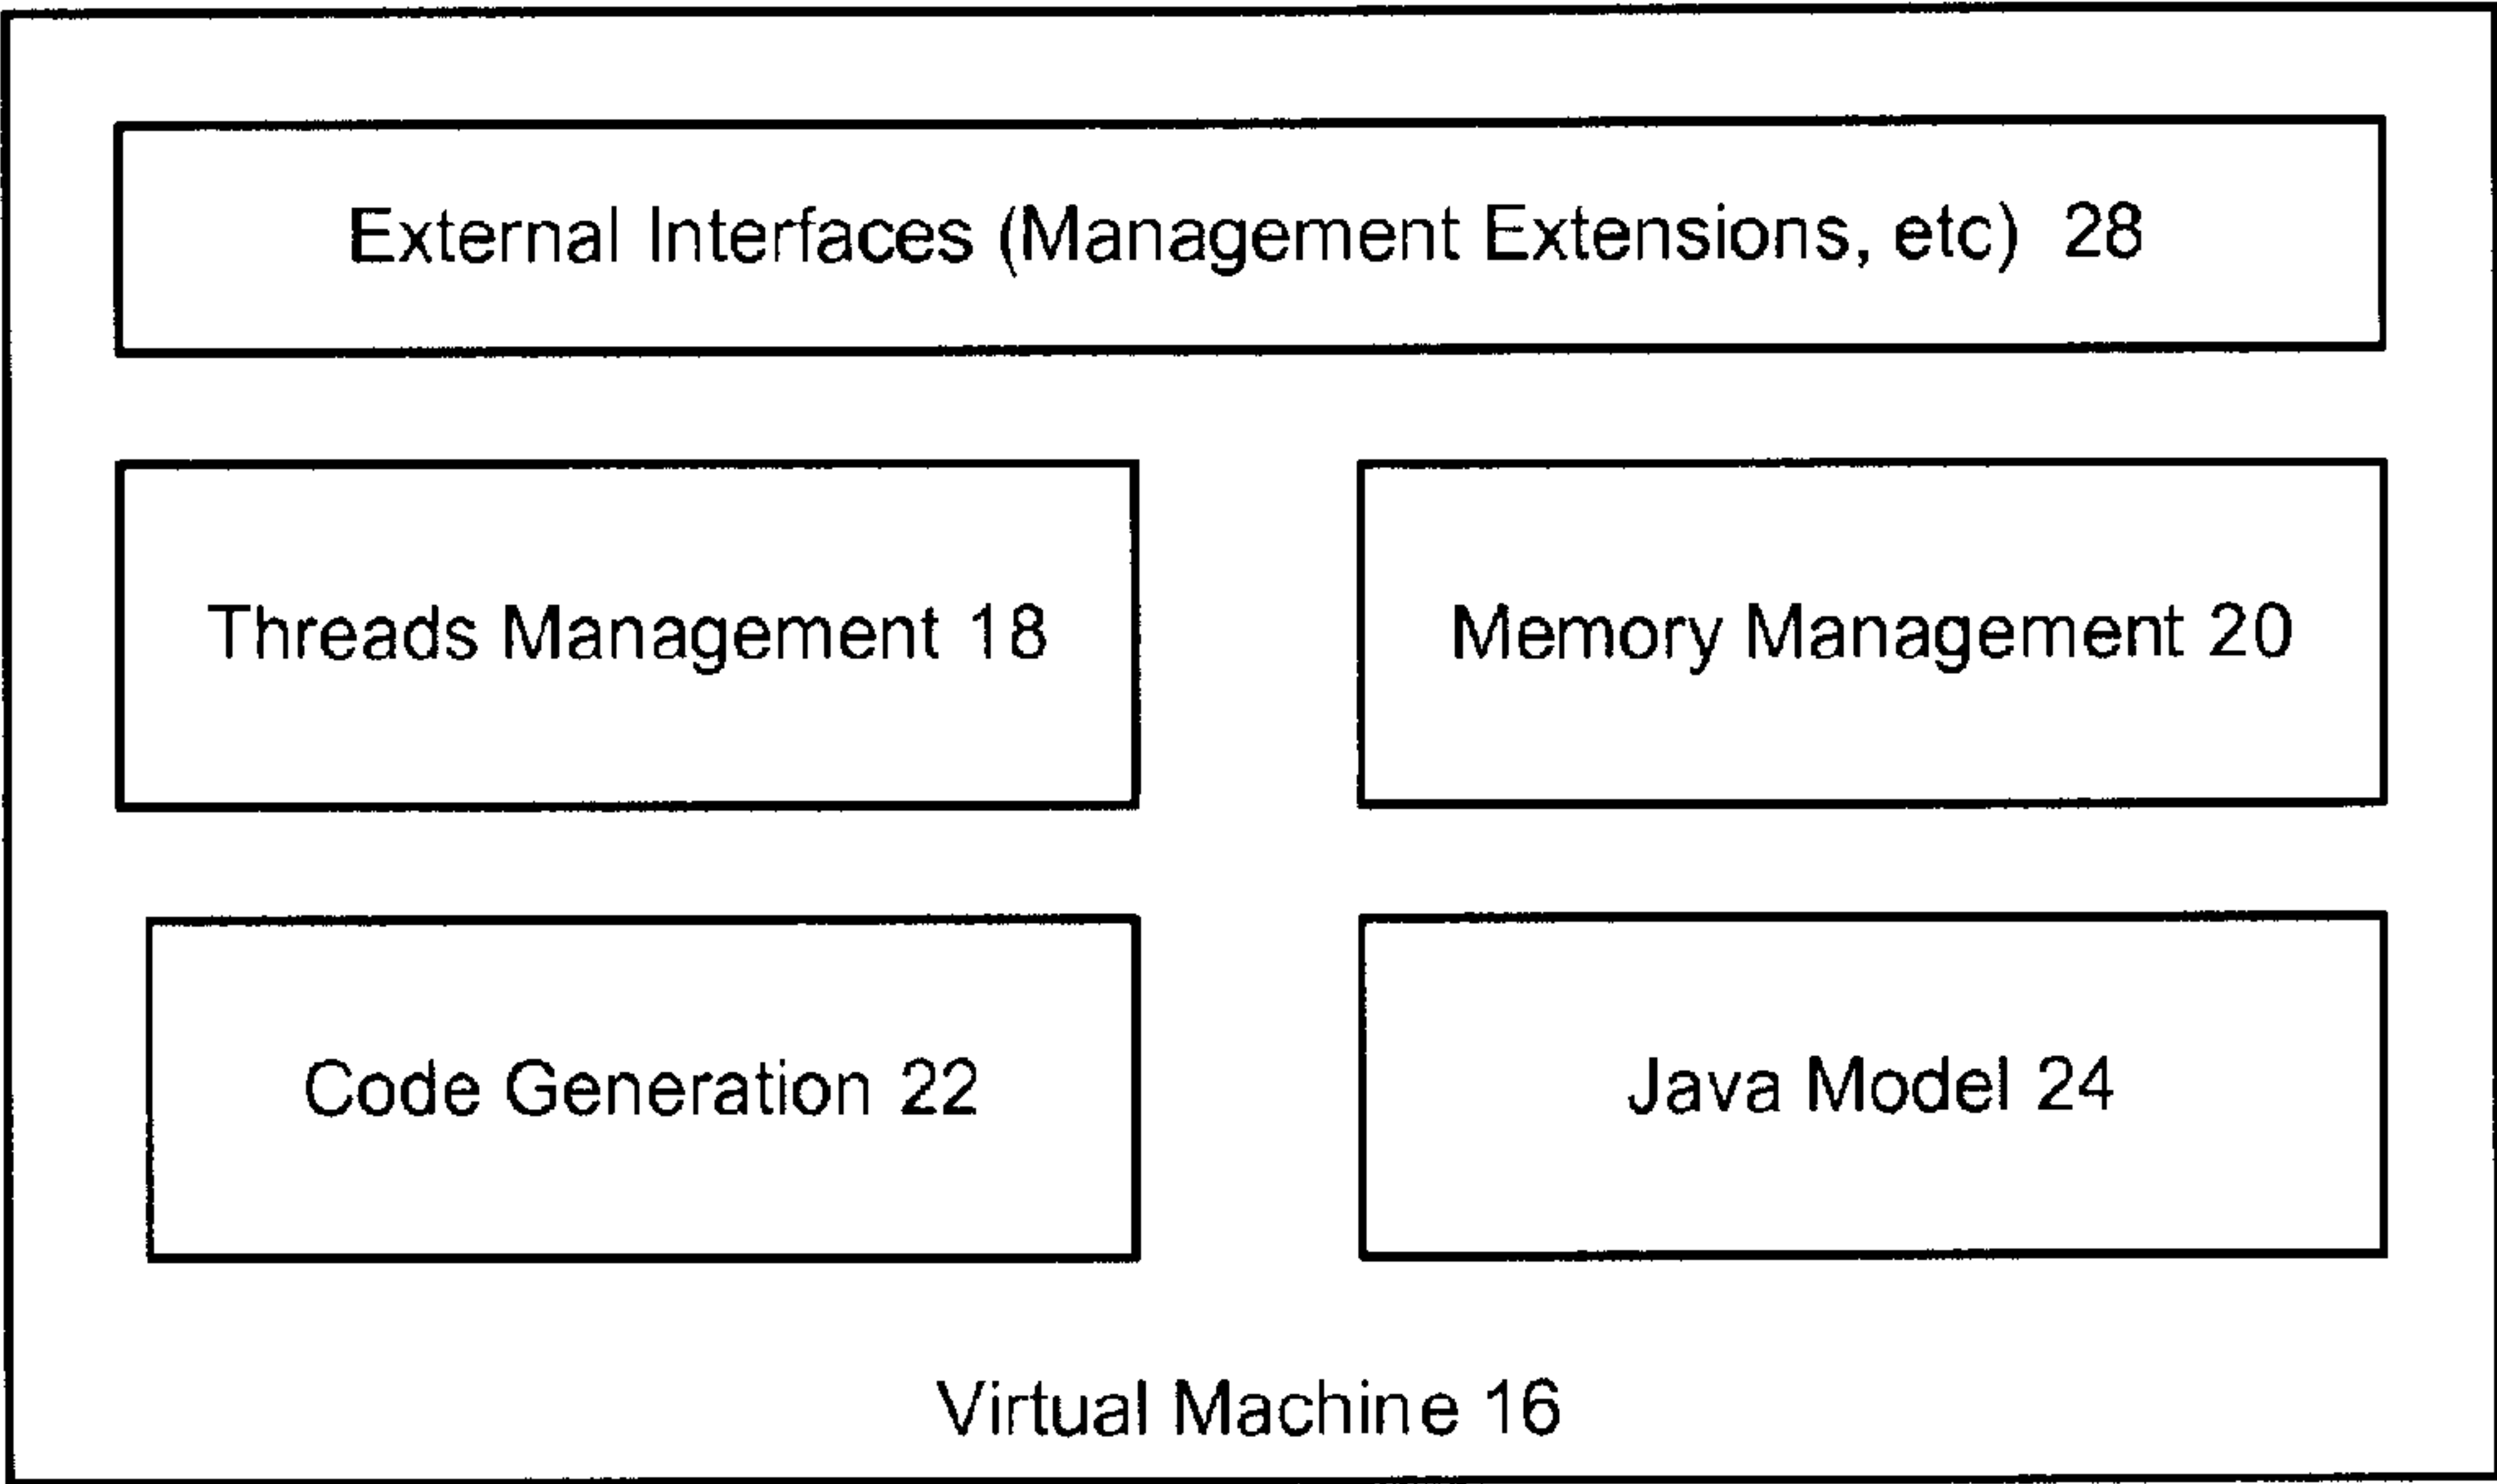 External Interfaces (Management Extensions, etc) 28
Threads Management 18
Memory Management 20
Code Generation 22
Java Model 24
Virtual Machine 16